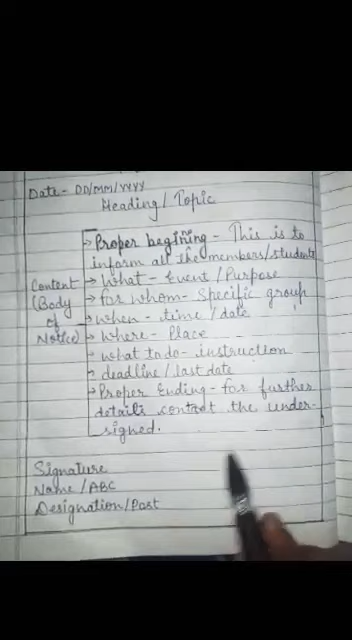 Date - DD/MM/YYYY
Heading / Topic
→ Proper begining - This is to
inform all the members/students
Content → What - Event / Purpose
(Body → for whom - Specific group
of → when - time / date
Notice) → Where - Place
→ what to do - instruction
→ deadline / last date
→ Proper Ending - for further
details contact the under-
signed.
Signature
Name / ABC
Designation / Post